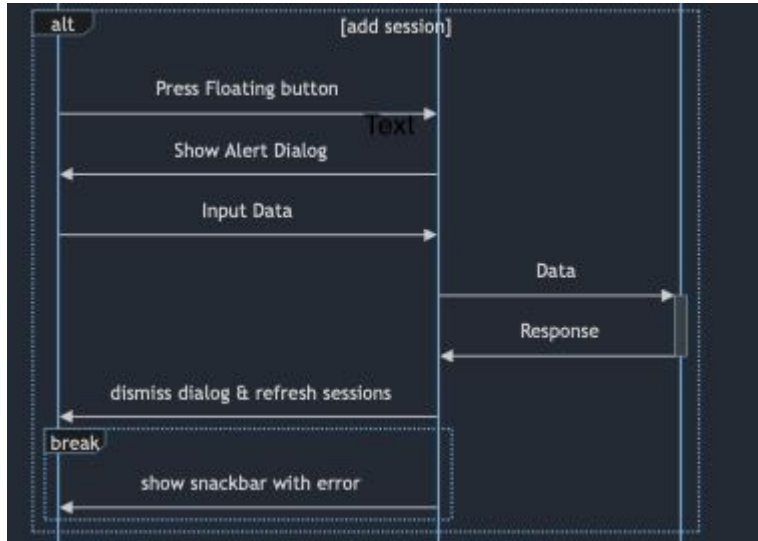 alt
[add session]
Press Floating button
Text
Show Alert Dialog
Input Data
Data
Response
dismiss dialog & refresh sessions
break
show snackbar with error